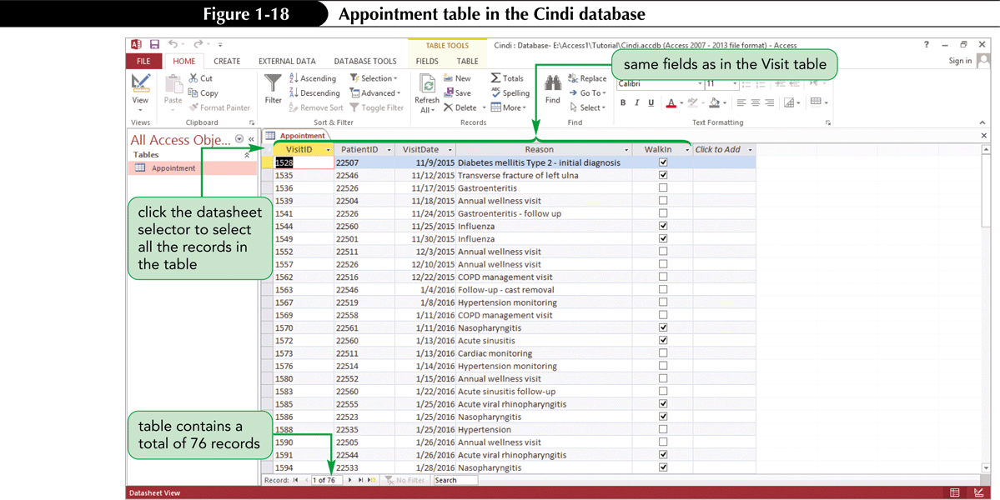 Figure 1-18
Appointment table in the Cindi database
TABLE TOOLS
Cindi : Database- E:\Access1\Tutorial\Cindi.accdb (Access 2007 - 2013 file format) - Access
?
FILE HOME CREATE EXTERNAL DATA DATABASE TOOLS FIELDS TABLE
Sign in
same fields as in the Visit table
View
Views
Paste
Cut
Copy
Format Painter
Clipboard
Filter
Ascending
Descending
Remove Sort
Selection
Advanced
Toggle Filter
Sort & Filter
Refresh
All
New
Save
Delete
Totals
Spelling
More
Records
Find
Replace
Go To
Select
Find
Calibri 11
B I U A
Text Formatting
All Access Obje...
Tables
Appointment
Appointment
VisitID PatientID VisitDate Reason WalkIn Click to Add
1528 22507 11/9/2015 Diabetes mellitis Type 2 - initial diagnosis
1535 22546 11/12/2015 Transverse fracture of left ulna
1536 22526 11/17/2015 Gastroenteritis
1539 22504 11/18/2015 Annual wellness visit
1541 22526 11/24/2015 Gastroenteritis - follow up
1544 22560 11/25/2015 Influenza
1549 22501 11/30/2015 Influenza
1552 22511 12/3/2015 Annual wellness visit
1557 22526 12/10/2015 Annual wellness visit
1562 22516 12/22/2015 COPD management visit
1563 22546 1/4/2016 Follow-up - cast removal
1567 22519 1/8/2016 Hypertension monitoring
1569 22558 1/11/2016 COPD management visit
1570 22561 1/11/2016 Nasopharyngitis
1572 22560 1/13/2016 Acute sinusitis
1573 22511 1/13/2016 Cardiac monitoring
1576 22514 1/14/2016 Hypertension monitoring
1580 22552 1/15/2016 Annual wellness visit
1583 22560 1/22/2016 Acute sinusitis follow-up
1585 22555 1/25/2016 Acute viral rhinopharyngitis
1586 22523 1/25/2016 Nasopharyngitis
1588 22535 1/25/2016 Hypertension
1590 22505 1/26/2016 Annual wellness visit
1591 22544 1/26/2016 Acute viral rhinopharyngitis
1594 22533 1/28/2016 Nasopharyngitis
click the datasheet
selector to select
all the records in
the table
table contains a
total of 76 records
Record: 1 of 76 No Filter Search
Datasheet View